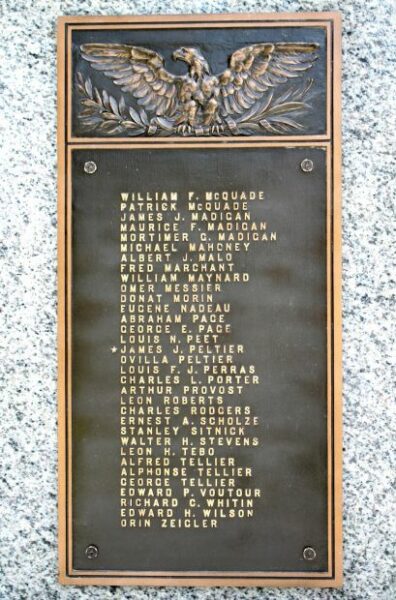 WILLIAM F. McQUADE
PATRICK McQUADE
JAMES J. MADIGAN
MAURICE F. MADIGAN
MORTIMER C. MADIGAN
MICHAEL MAHONEY
ALBERT J. MALO
FRED MARCHANT
WILLIAM MAYNARD
OMER MESSIER
DONAT MORIN
EUGENE NADEAU
ABRAHAM PAGE
GEORGE E. PAGE
LOUIS N. PEET
★JAMES J. PELTIER
OVILLA PELTIER
LOUIS F. J. PERRAS
CHARLES L. PORTER
ARTHUR PROVOST
LEON ROBERTS
CHARLES RODGERS
ERNEST A. SCHOLZE
STANLEY SITNICK
WALTER H. STEVENS
LEON H. TEBO
ALFRED TELLIER
ALPHONSE TELLIER
GEORGE TELLIER
EDWARD P. VOUTOUR
RICHARD C. WHITIN
EDWARD H. WILSON
ORIN ZEIGLER